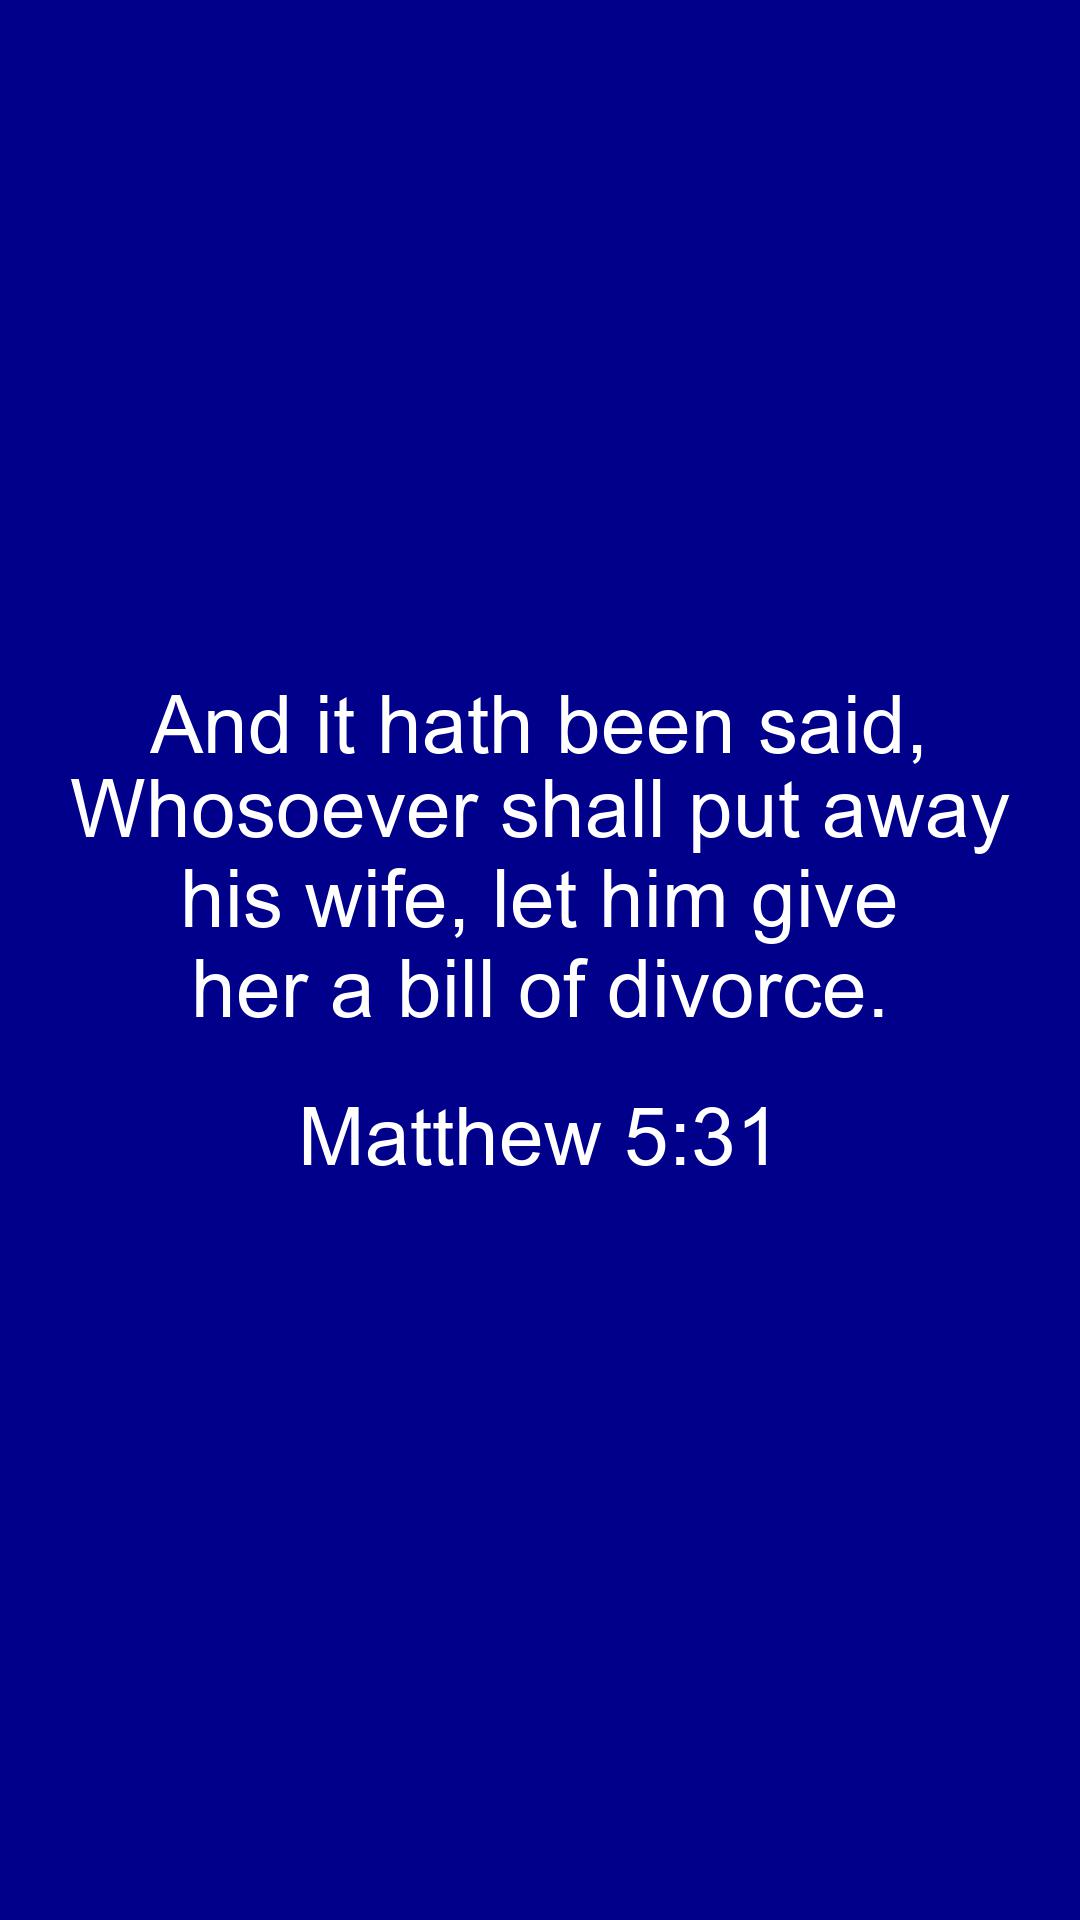 And it hath been said,
Whosoever shall put away
his wife, let him give
her a bill of divorce.
Matthew 5:31